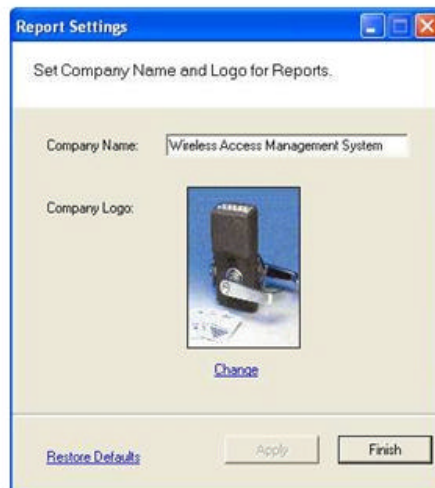 Report Settings
Set Company Name and Logo for Reports.
Company Name: Wireless Access Management System
Company Logo:
Change
Restore Defaults Apply Finish